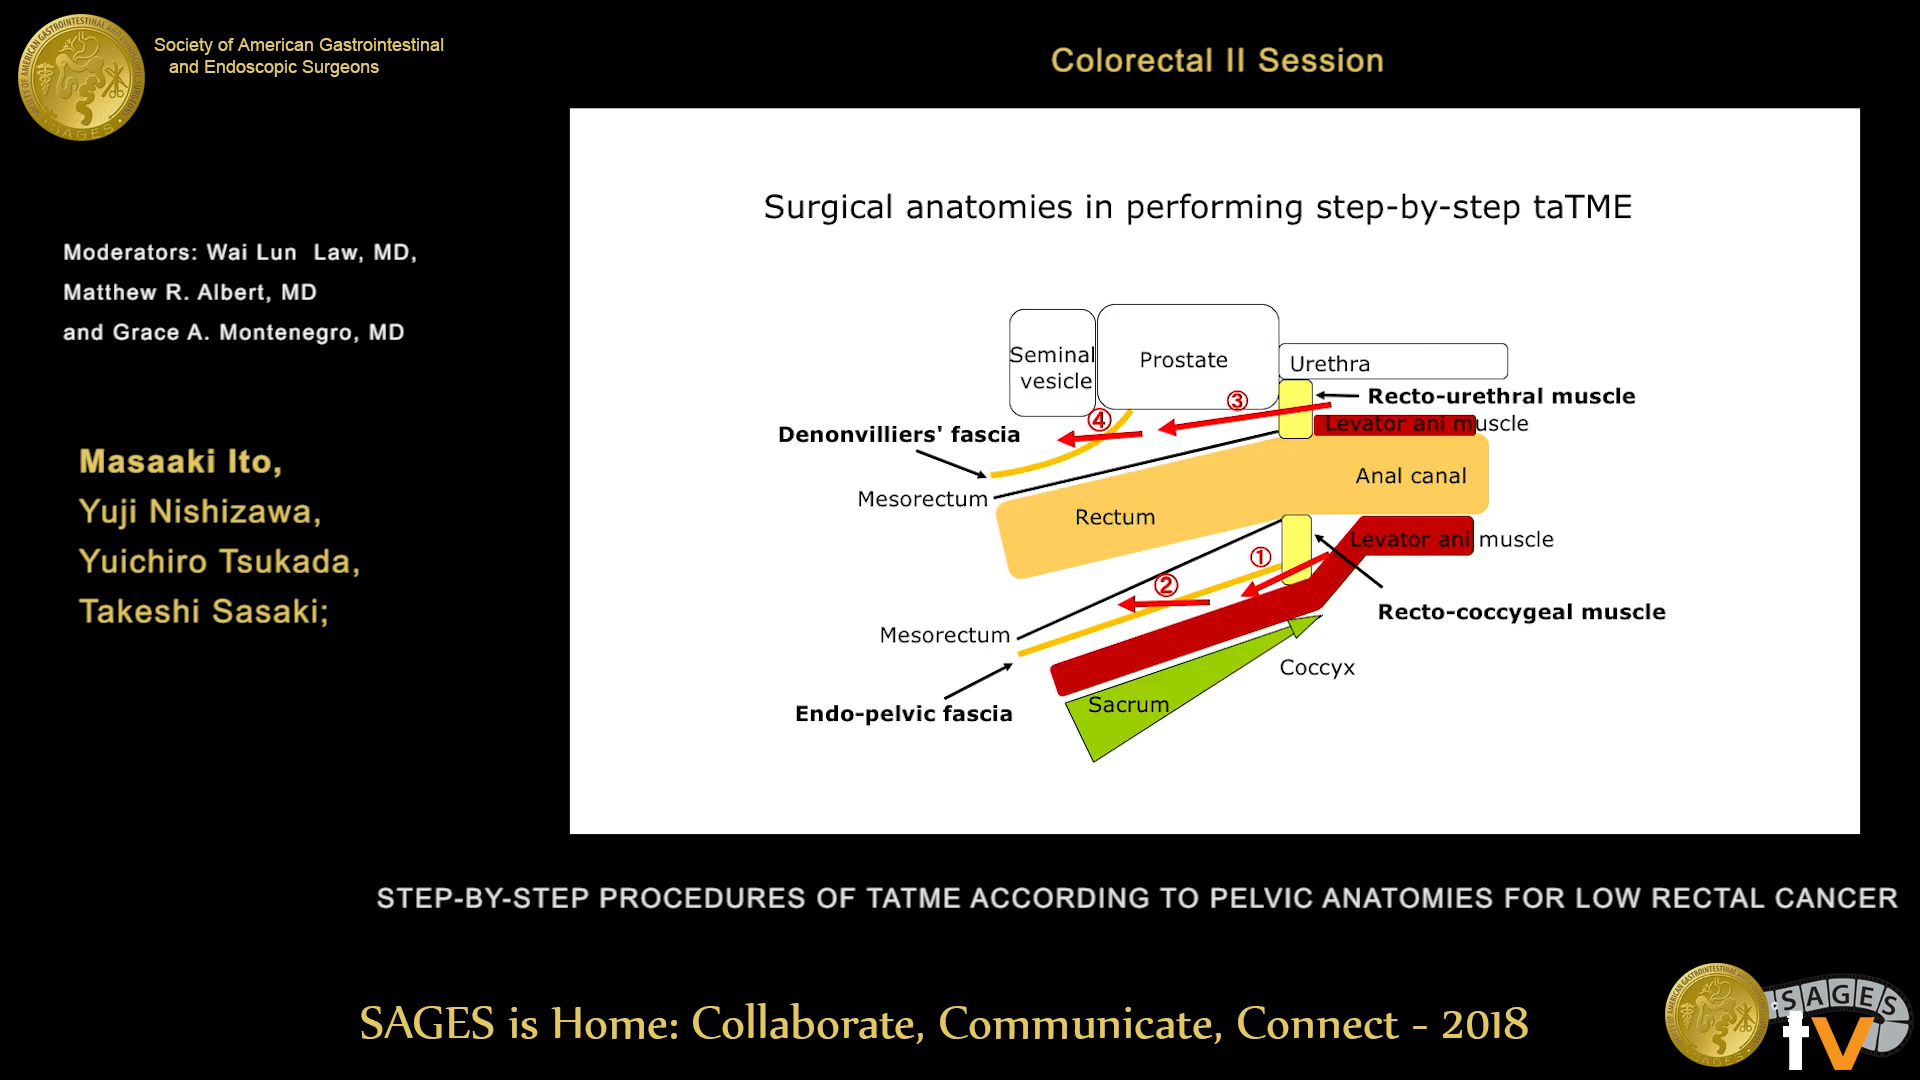 Society of American Gastrointestinal
and Endoscopic Surgeons
Colorectal II Session
Moderators: Wai Lun Law, MD,
Matthew R. Albert, MD
and Grace A. Montenegro, MD
Masaaki Ito,
Yuji Nishizawa,
Yuichiro Tsukada,
Takeshi Sasaki;
Surgical anatomies in performing step-by-step taTME
Seminal
vesicle
Prostate
Urethra
③
Recto-urethral muscle
④
Levator ani muscle
Denonvilliers' fascia
Anal canal
Mesorectum
Rectum
Levator ani muscle
①
②
Recto-coccygeal muscle
Mesorectum
Coccyx
Sacrum
Endo-pelvic fascia
STEP-BY-STEP PROCEDURES OF TATME ACCORDING TO PELVIC ANATOMIES FOR LOW RECTAL CANCER
SAGES is Home: Collaborate, Communicate, Connect - 2018
SAGES
tv